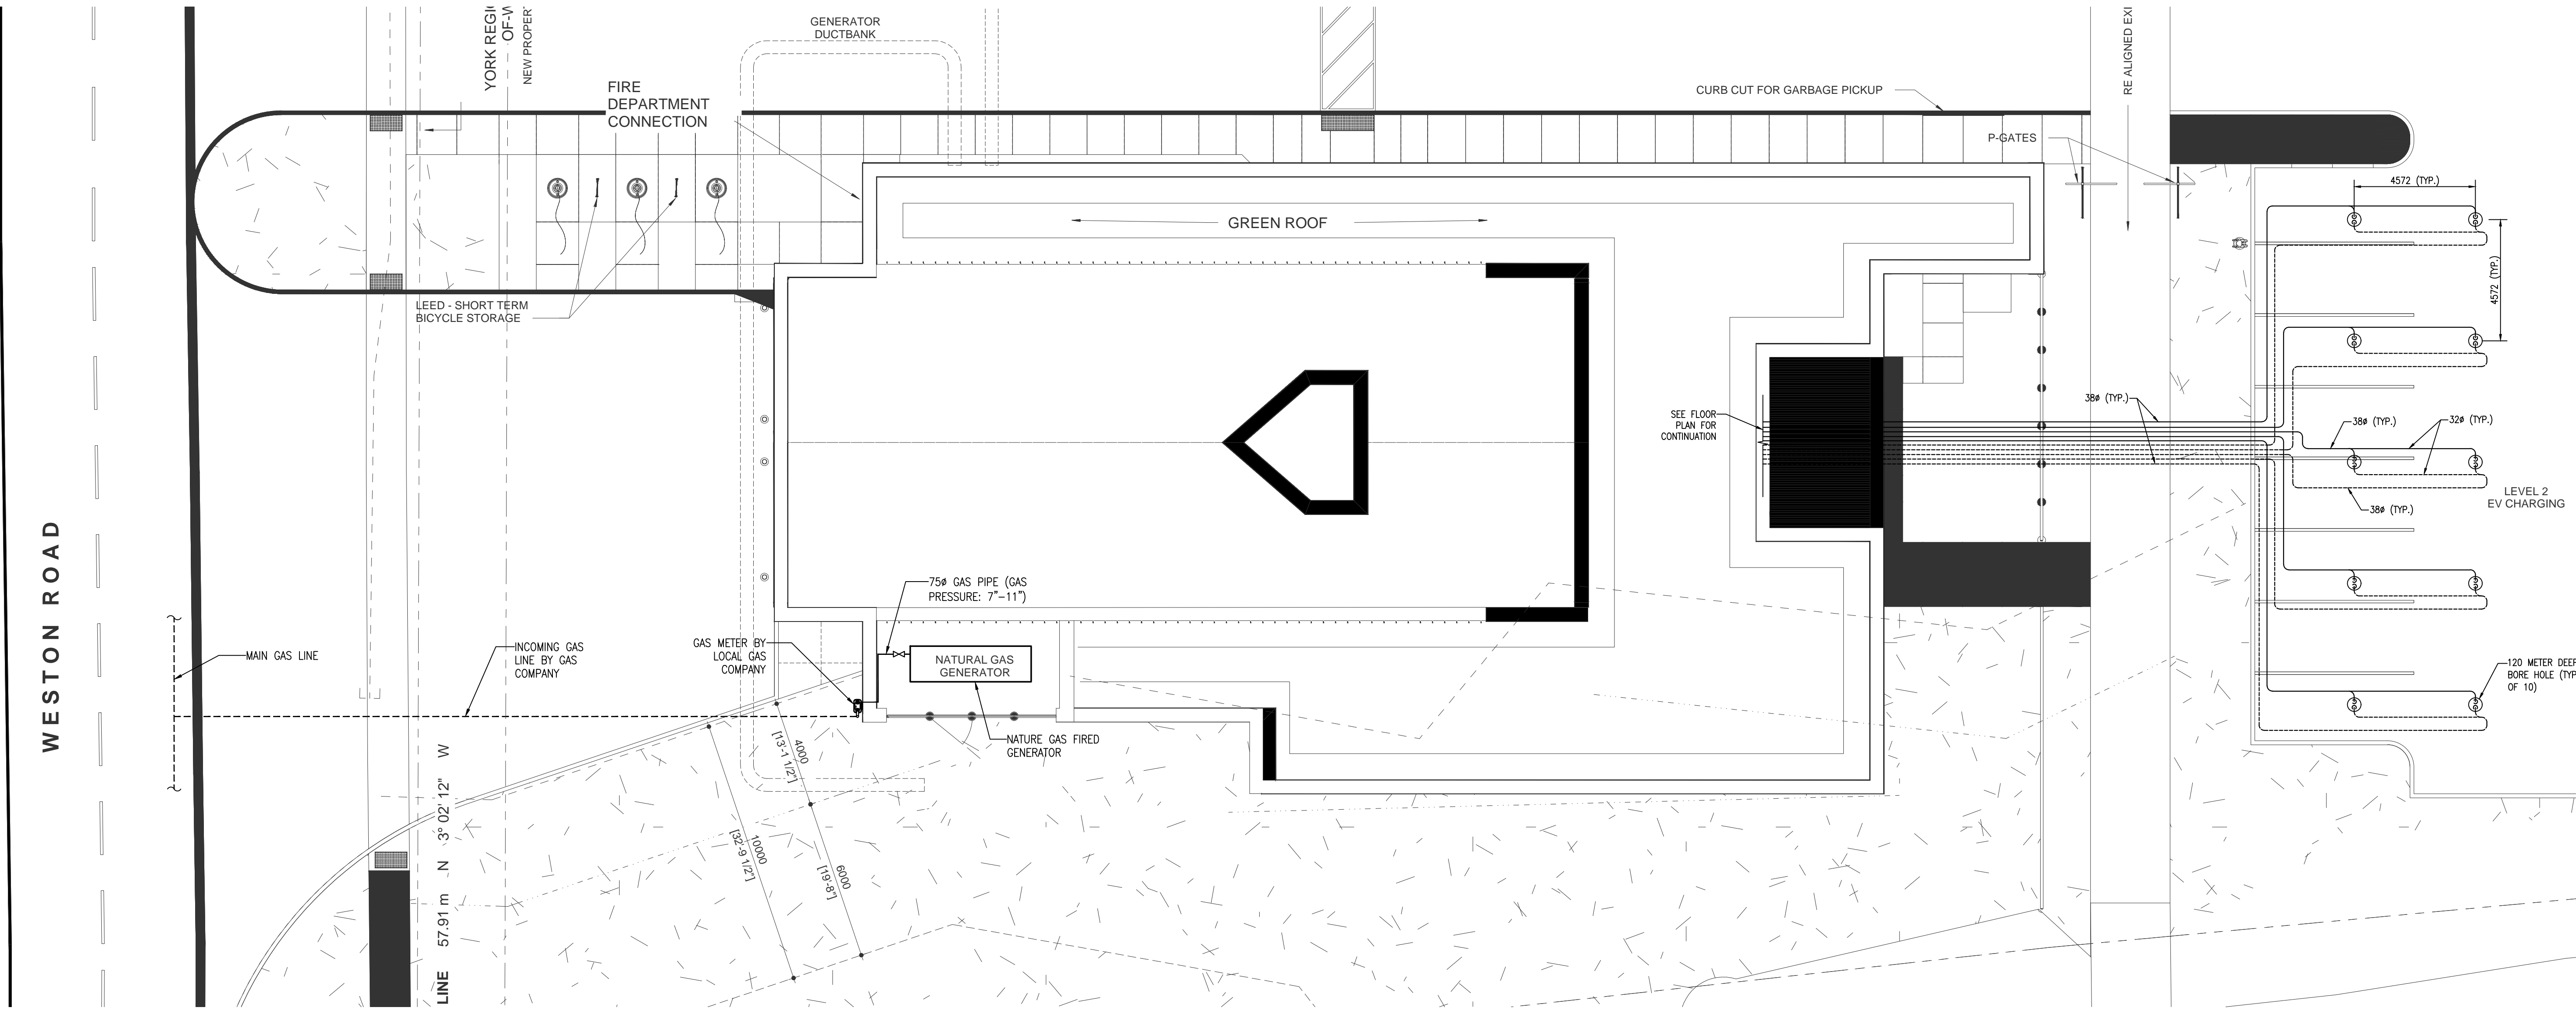 GENERATOR
DUCTBANK
NEW PROPER
FIRE
DEPARTMENT
CONNECTION
CURB CUT FOR GARBAGE PICKUP
RE ALIGNED EXI
P-GATES
4572 (TYP.)
4572 (TYP.)
GREEN ROOF
LEED - SHORT TERM
BICYCLE STORAGE
SEE FLOOR
PLAN FOR
CONTINUATION
38ø (TYP.)
38ø (TYP.)
32ø (TYP.)
38ø (TYP.)
LEVEL 2
EV CHARGING
WESTON ROAD
75ø GAS PIPE (GAS
PRESSURE: 7"-11")
MAIN GAS LINE
INCOMING GAS
LINE BY GAS
COMPANY
GAS METER BY
LOCAL GAS
COMPANY
NATURAL GAS
GENERATOR
NATURE GAS FIRED
GENERATOR
120 METER DEEP
BORE HOLE (TYP
OF 10)
4000
[13'-1 1/2"]
10000
[32'-9 1/2"]
6000
[19'-8"]
LINE 57.91 m N 3° 02' 12" W
YORK REGI
OF-W